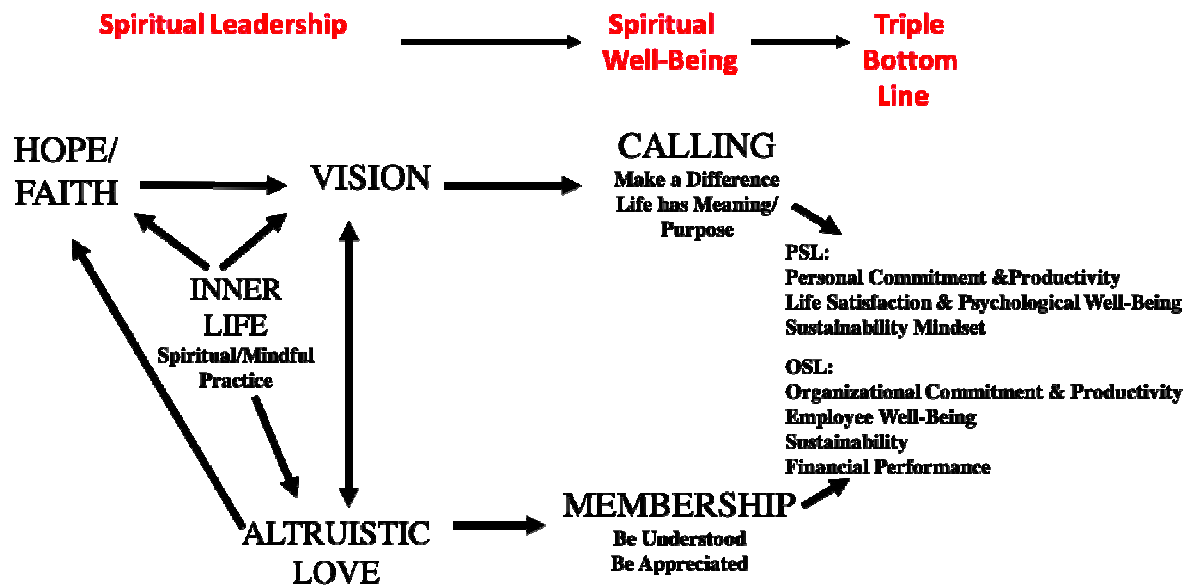 Spiritual Leadership
Spiritual
Well-Being
Triple
Bottom
Line
HOPE/
FAITH
VISION
CALLING
Make a Difference
Life has Meaning/
Purpose
INNER
LIFE
Spiritual/Mindful
Practice
PSL:
Personal Commitment &Productivity
Life Satisfaction & Psychological Well-Being
Sustainability Mindset
OSL:
Organizational Commitment & Productivity
Employee Well-Being
Sustainability
Financial Performance
ALTRUISTIC
LOVE
MEMBERSHIP
Be Understood
Be Appreciated